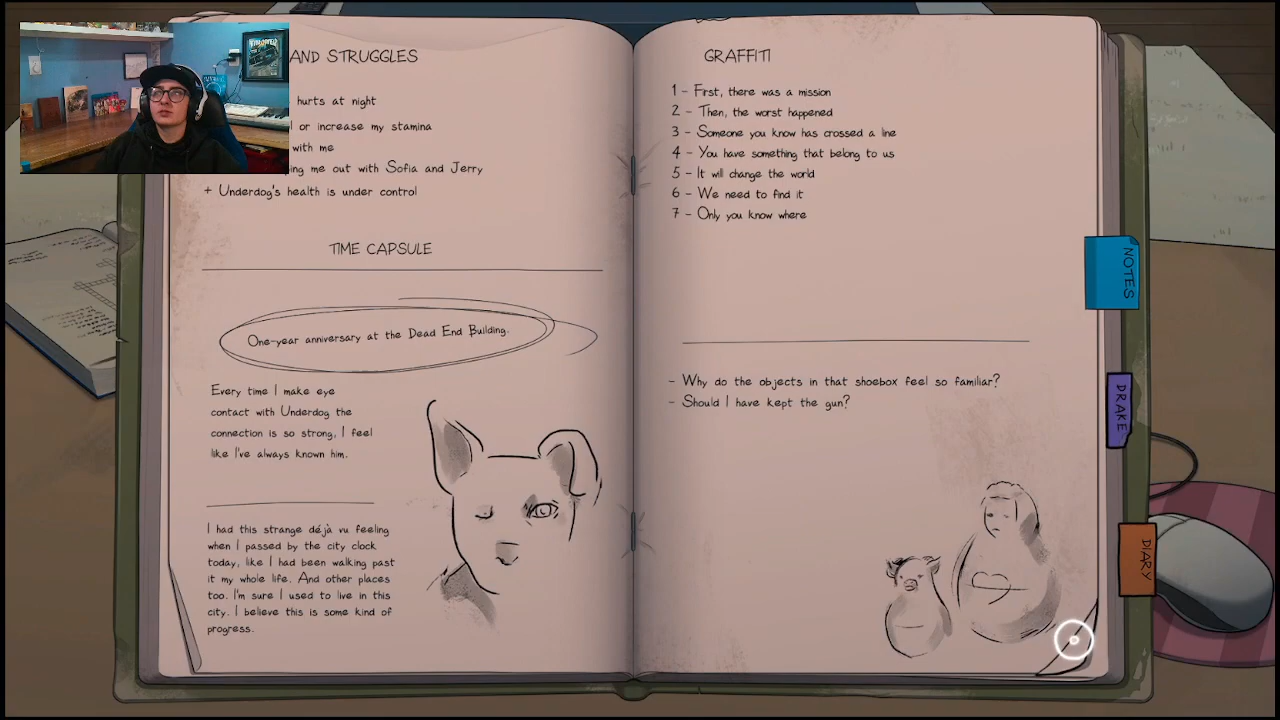 AND STRUGGLES
hurts at night
or increase my stamina
with me
me out with Sofia and Jerry
+ Underdog's health is under control
TIME CAPSULE
One-year anniversary at the Dead End Building.
Every time I make eye
contact with Underdog the
connection is so strong, I feel
like I've always known him.
I had this strange déjà vu feeling
when I passed by the city clock
today, like I had been walking past
it my whole life. And other places
too. I'm sure I used to live in this
city. I believe this is some kind of
progress.
GRAFFITI
1 - First, there was a mission
2 - Then, the worst happened
3 - Someone you know has crossed a line
4 - You have something that belong to us
5 - It will change the world
6 - We need to find it
7 - Only you know where
- Why do the objects in that shoebox feel so familiar?
- Should I have kept the gun?
NOTES
DRAKE
DIARY